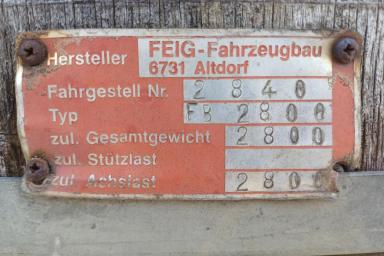 Hersteller FEIG-Fahrzeugbau
6731 Altdorf
Fahrgestell Nr. 2840
Typ FB 2800
zul. Gesamtgewicht 2800
zul. Stützlast
zul. Achslast 2800